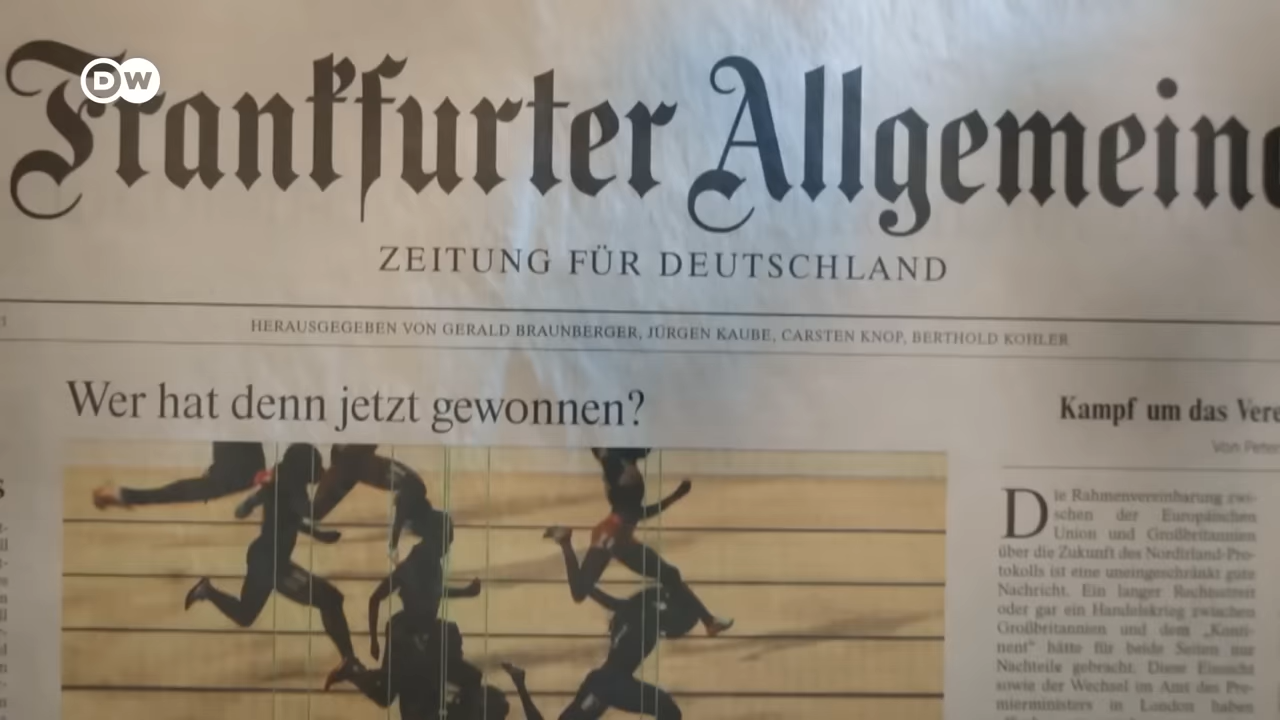 DW
Frankfurter Allgemeine
ZEITUNG FÜR DEUTSCHLAND
HERAUSGEGEBEN VON GERALD BRAUNBERGER, JÜRGEN KAUBE, CARSTEN KNOP, BERTHOLD KOHLER
Wer hat denn jetzt gewonnen?
Kampf um das Vere
Von Peter
Die Rahmenvereinbarung zwi-
schen der Europäischen
Union und Großbritannien
über die Zukunft des Nordirland-Pro-
tokolls ist eine uneingeschränkt gute
Nachricht. Ein langer Rechtsstreit
oder gar ein Handelskrieg zwischen
Großbritannien und dem „Konti-
nent“ hätte für beide Seiten nur
Nachteile gebracht. Diese Einsicht
sowie der Wechsel im Amt des Pre-
mierministers in London haben